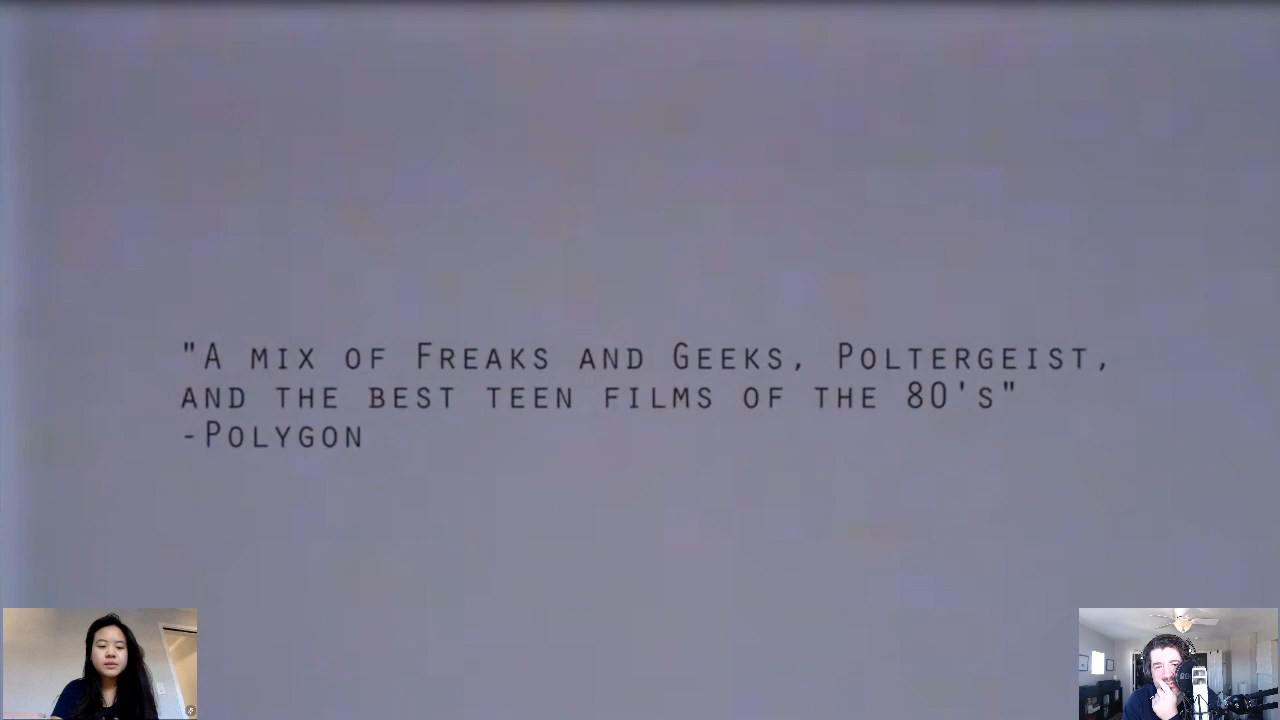 "A mix of Freaks and Geeks, Poltergeist,
and the best teen films of the 80's"
-Polygon